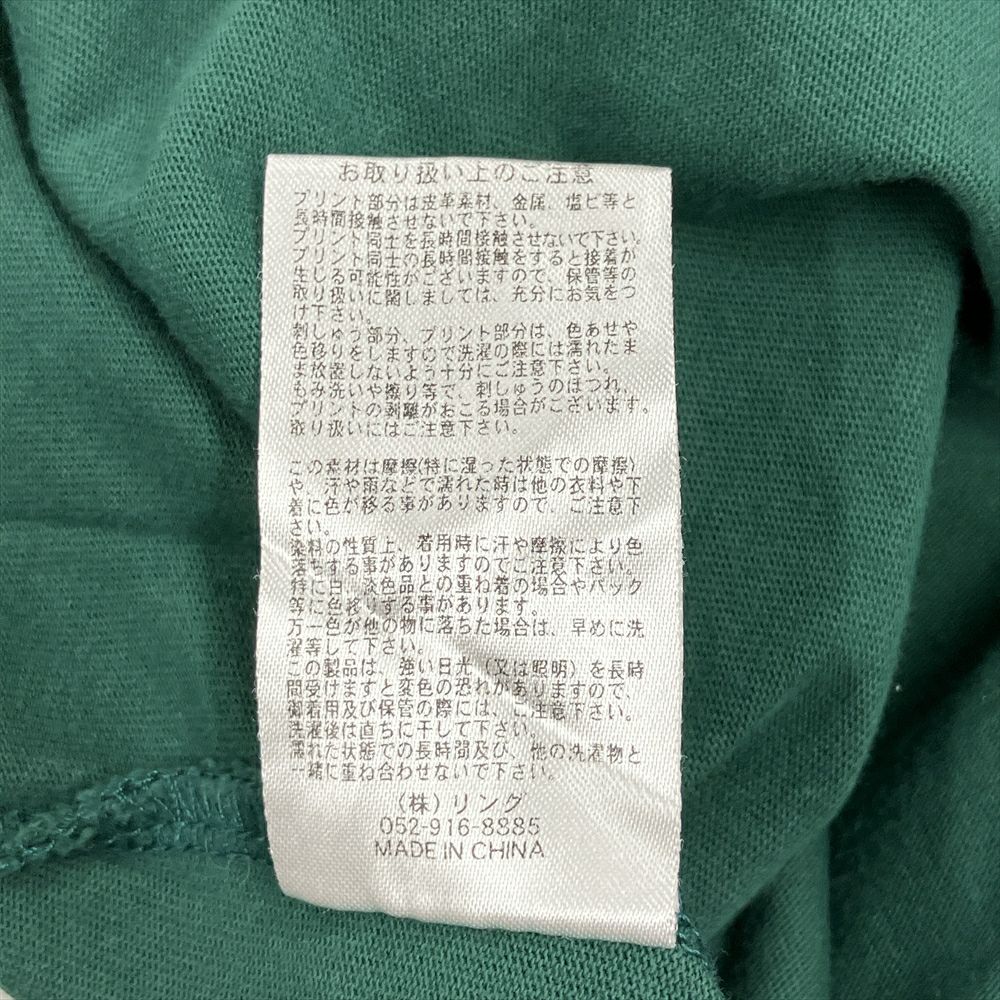 お取り扱い上のご注意
プリント部分は皮革素材、金属、塩ビ等と
長時間接触させないで下さい。
プリント同士を長時間接触させないで下さい。
プリント同士の長時間接触をすると接着が
生じる可能性がございますので、保管等の
取り扱いに関しましては、充分にお気をつ
け下さい。
刺しゅう部分、プリント部分は、色あせや
色移りをしますので洗濯の際には濡れたま
ま放置しないよう十分にご注意下さい。
もみ洗いや擦り等で、刺しゅうのほつれ、
プリントの剥離がおこる場合がございます。
取り扱いにはご注意下さい。
この素材は摩擦(特に湿った状態での摩擦)
や、汗や雨などで濡れた時は他の衣料や下
着に色が移る事がありますので、ご注意下
さい。
染料の性質上、着用時に汗や摩擦により色
落ちする事がありますのでご注意下さい。
特に白、淡色品との重ね着の場合やバック
等に色移りする事があります。
万一色が他の物に落ちた場合は、早めに洗
濯等して下さい。
この製品は、強い日光(又は照明)を長時
間受けますと変色の恐れがありますので、
御着用及び保管の際には、ご注意下さい。
洗濯後は直ちに干して下さい。
濡れた状態での長時間及び、他の洗濯物と
一緒に重ね合わせないで下さい。
(株)リング
052-916-8885
MADE IN CHINA